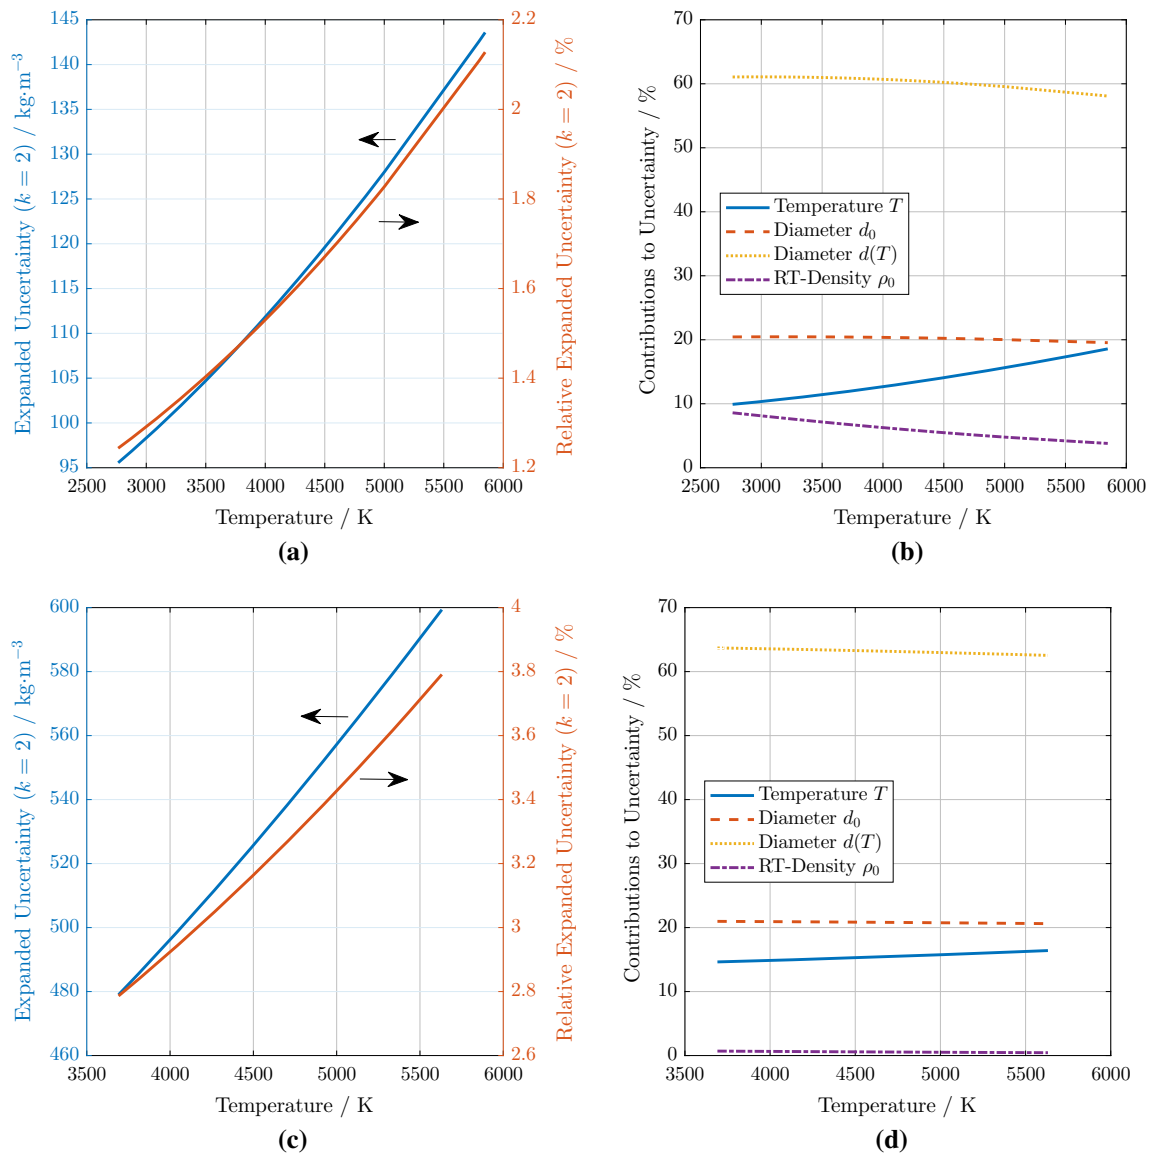 Expanded Uncertainty (k = 2) / kg·m⁻³
145
140
135
130
125
120
115
110
105
100
95
2.2
2
1.8
1.6
1.4
1.2
Relative Expanded Uncertainty (k = 2) / %
2500 3000 3500 4000 4500 5000 5500 6000
Temperature / K
(a)
Contributions to Uncertainty / %
70
60
50
40
30
20
10
0
Temperature T
Diameter d₀
Diameter d(T)
RT-Density ρ₀
2500 3000 3500 4000 4500 5000 5500 6000
Temperature / K
(b)
Expanded Uncertainty (k = 2) / kg·m⁻³
600
580
560
540
520
500
480
460
4
3.8
3.6
3.4
3.2
3
2.8
2.6
Relative Expanded Uncertainty (k = 2) / %
3500 4000 4500 5000 5500 6000
Temperature / K
(c)
Contributions to Uncertainty / %
70
60
50
40
30
20
10
0
Temperature T
Diameter d₀
Diameter d(T)
RT-Density ρ₀
3500 4000 4500 5000 5500 6000
Temperature / K
(d)